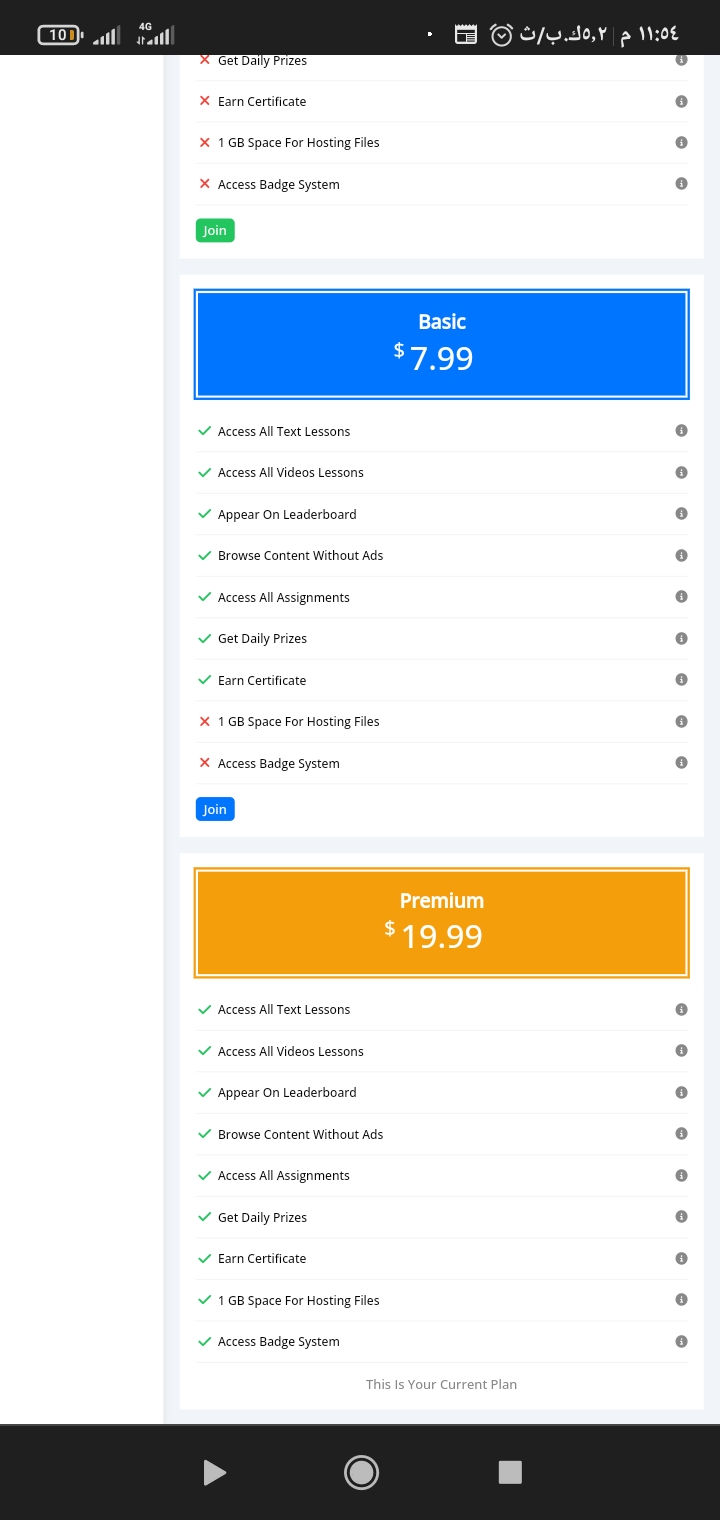 10
4G
١١:٥٤ م | ٥,٢ك.ب/ث
Get Daily Prizes
Earn Certificate
1 GB Space For Hosting Files
Access Badge System
Join
Basic
$ 7.99
Access All Text Lessons
Access All Videos Lessons
Appear On Leaderboard
Browse Content Without Ads
Access All Assignments
Get Daily Prizes
Earn Certificate
1 GB Space For Hosting Files
Access Badge System
Join
Premium
$ 19.99
Access All Text Lessons
Access All Videos Lessons
Appear On Leaderboard
Browse Content Without Ads
Access All Assignments
Get Daily Prizes
Earn Certificate
1 GB Space For Hosting Files
Access Badge System
This Is Your Current Plan